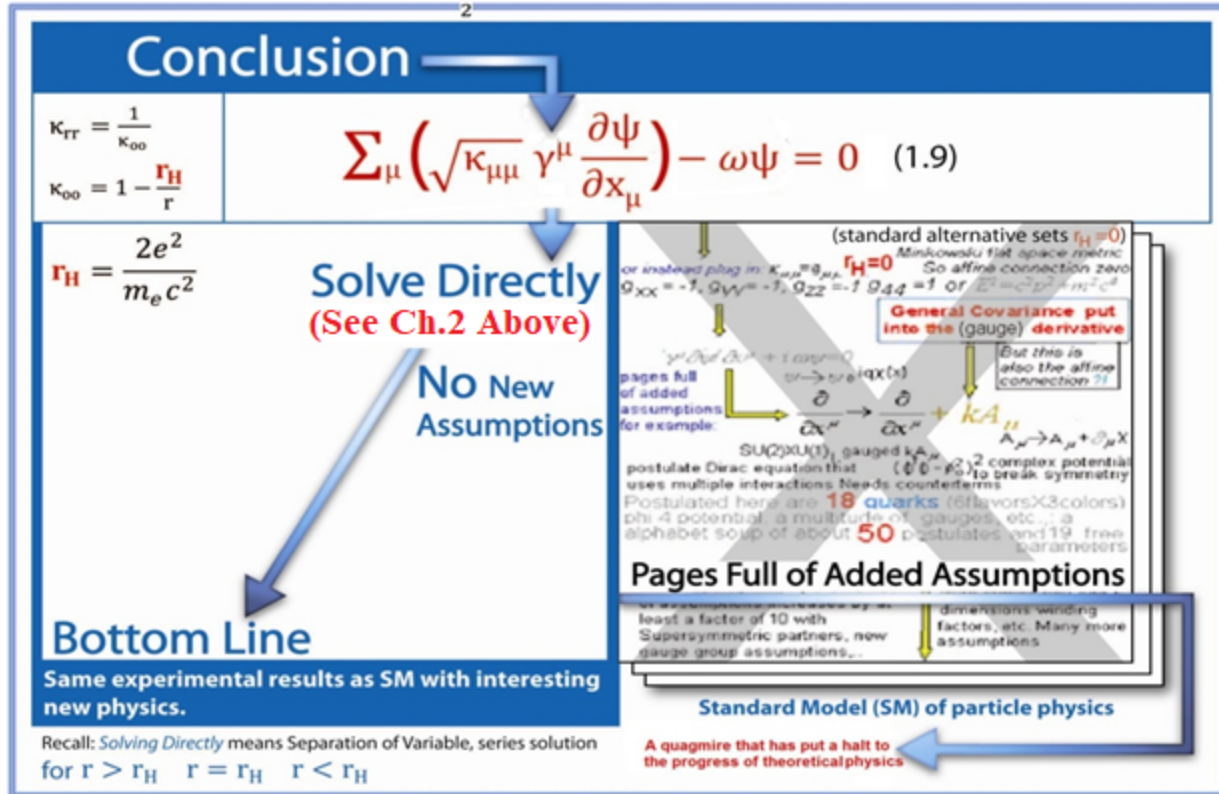 2
Conclusion
κrr = 1/κoo
κoo = 1 − rH/r
∑μ (√κμμ γ^μ ∂ψ/∂xμ) − ωψ = 0 (1.9)
rH = 2e²/(mec²)
Solve Directly
(See Ch.2 Above)
No New
Assumptions
Bottom Line
Same experimental results as SM with interesting
new physics.
Recall: Solving Directly means Separation of Variable, series solution
for r > rH r = rH r < rH
(standard alternative sets rH =0)
Minkowski flat space metric
or instead plug in: κμμ=gμμ rH=0 So affine connection zero
gxx = -1, gyy = -1, gzz = -1 g44 =1 or E²=c²p²+m²c⁴
General Covariance put
into the (gauge) derivative
But this is
also the affine
connection ?!
pages full
of added
assumptions
for example:
∂/∂x^μ → ∂/∂x^μ + kAμ
Aμ→Aμ+∂μX
SU(2)XU(1), gauged kAμ
postulate Dirac equation that complex potential
to break symmetry
uses multiple interactions Needs counterterms
Postulated here are 18 quarks (6flavorsX3colors)
phi 4 potential, a multitude of gauges, etc.,; a
alphabet soup of about 50 postulates and 19 free
parameters
Pages Full of Added Assumptions
of assumptions increases by at
least a factor of 10 with
Supersymmetric partners, new
gauge group assumptions,..
dimensions winding
factors, etc. Many more
assumptions
Standard Model (SM) of particle physics
A quagmire that has put a halt to
the progress of theoretical physics